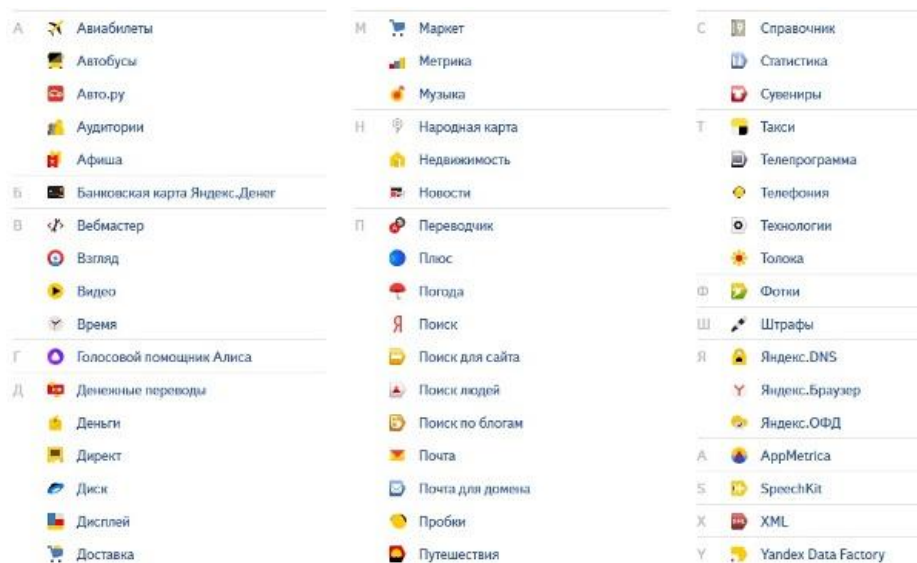 А Авиабилеты
Автобусы
Авто.ру
Аудитории
Афиша
Б Банковская карта Яндекс.Денег
В Вебмастер
Взгляд
Видео
Время
Г Голосовой помощник Алиса
Д Денежные переводы
Деньги
Директ
Диск
Дисплей
Доставка
М Маркет
Метрика
Музыка
Н Народная карта
Недвижимость
Новости
П Переводчик
Плюс
Погода
Поиск
Поиск для сайта
Поиск людей
Поиск по блогам
Почта
Почта для домена
Пробки
Путешествия
С Справочник
Статистика
Сувениры
Т Такси
Телепрограмма
Телефония
Технологии
Толока
Ф Фотки
Ш Штрафы
Я Яндекс.DNS
Яндекс.Браузер
Яндекс.ОФД
A AppMetrica
S SpeechKit
X XML
Y Yandex Data Factory